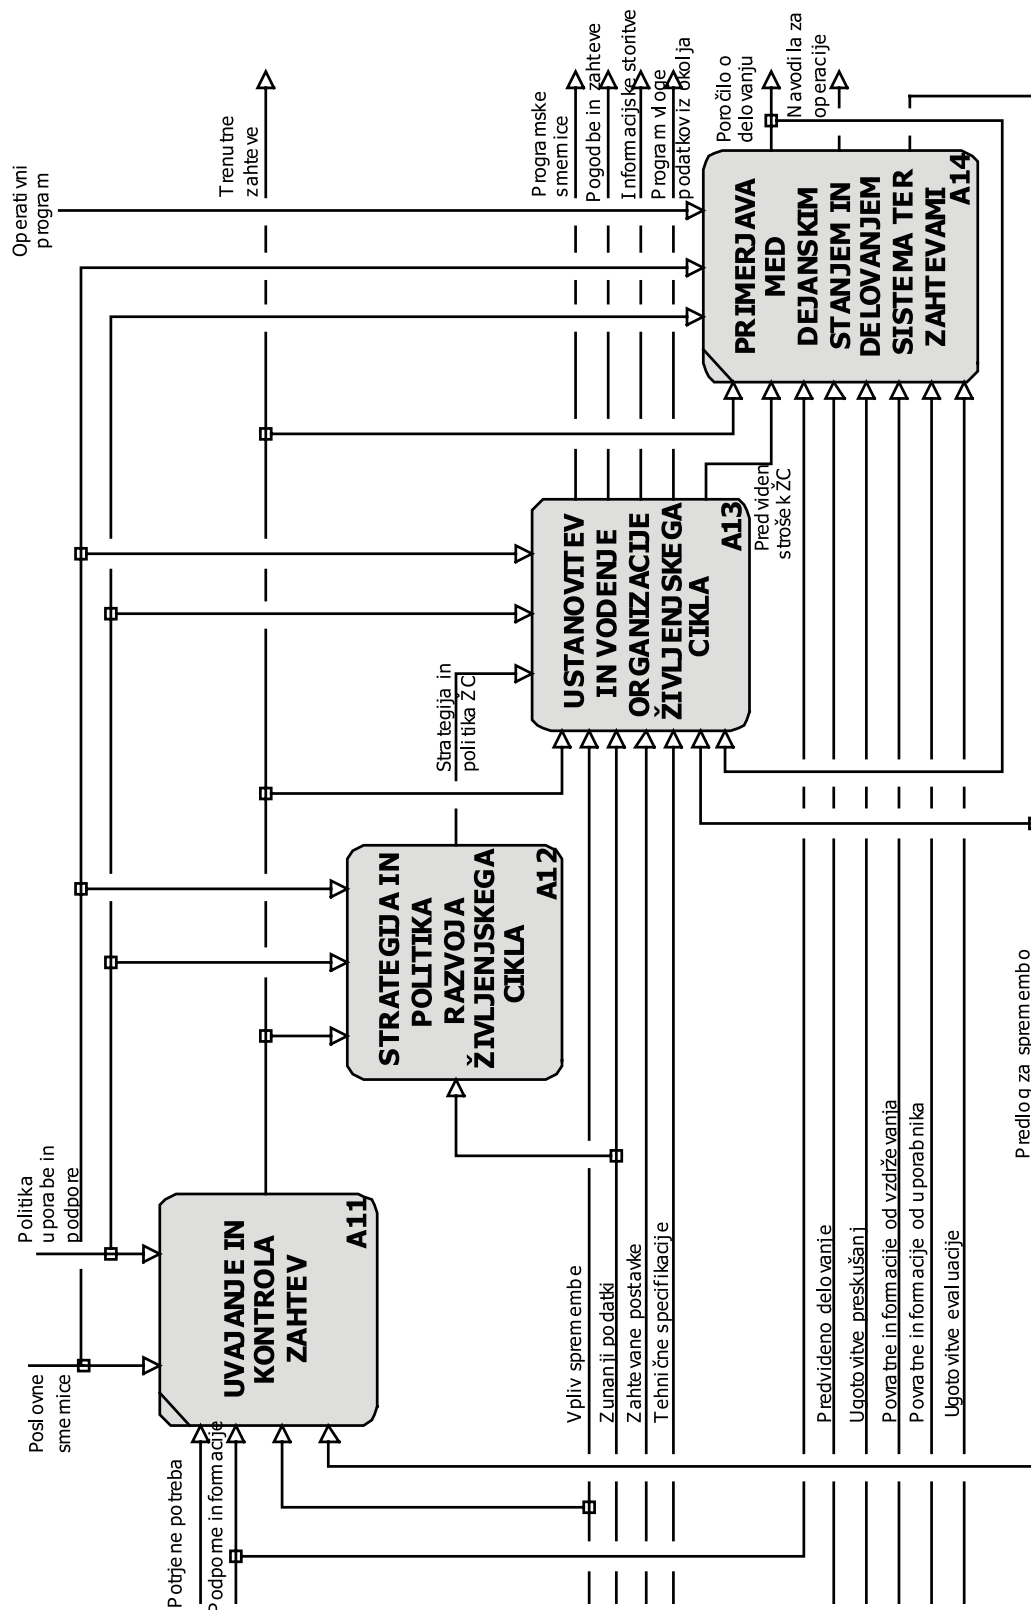 Operativni
program
Trenutne
zahteve
Programske
smernice
Pogodbe in zahteve
Informacijske storitve
Program vloge
podatkov iz okolja
Poročilo o
delovanju
Navodila za
operacije
PRIMERJAVA
MED
DEJANSKIM
STANJEM IN
DELOVANJEM
SISTEMA TER
ZAHTEVAMI
A14
USTANOVITEV
IN VODENJE
ORGANIZACIJE
ŽIVLJENJSKEGA
CIKLA
A13
Predviden
strošek ŽC
Strategija in
politika ŽC
STRATEGIJA IN
POLITIKA
RAZVOJA
ŽIVLJENJSKEGA
CIKLA
A12
Politika
uporabe in
podpore
UVAJANJE IN
KONTROLA
ZAHTEV
A11
Poslovne
smernice
Potrjene potreba
Podporne informacije
Vpliv spremembe
Zunanji podatki
Zahtevane postavke
Tehnične specifikacije
Predvideno delovanje
Ugotovitve preskušanj
Povratne informacije od vzdrževanja
Povratne informacije od uporabnika
Ugotovitve evaluacije
Predlog za spremembo